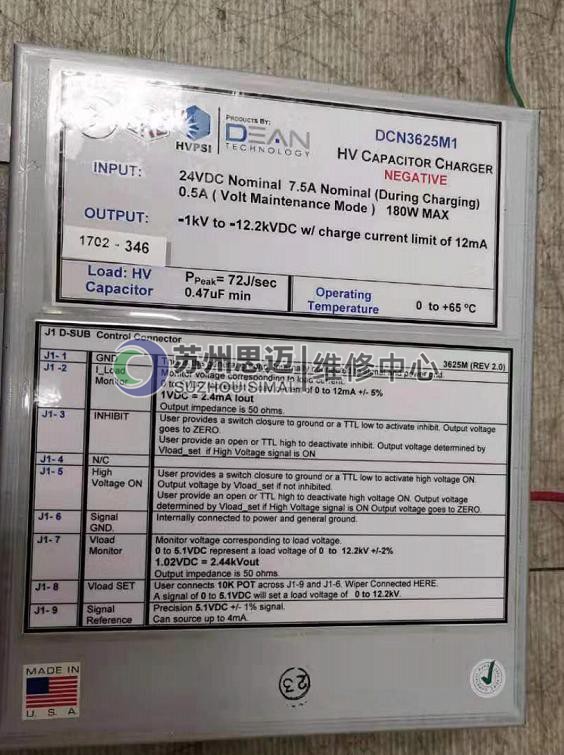 HVPSI
PRODUCTS BY:
DEAN
TECHNOLOGY
DCN3625M1
HV CAPACITOR CHARGER
NEGATIVE
INPUT:
24VDC Nominal 7.5A Nominal (During Charging)
0.5A ( Volt Maintenance Mode ) 180W MAX
OUTPUT:
-1kV to -12.2kVDC w/ charge current limit of 12mA
1702 - 346
Load: HV
Capacitor
PPeak= 72J/sec
0.47uF min
Operating
Temperature
0 to +65 ºC
J1 D-SUB Control Connector
3625M (REV 2.0)
苏州思迈|维修中心
SUZHOU SIMAI
J1- 1 GND
J1 -2 I_Load
Monitor
Monitor voltage corresponding to load current.
of 0 to 12mA +/- 5%
1VDC = 2.4mA Iout
Output impedance is 50 ohms.
J1- 3 INHIBIT
User provides a switch closure to ground or a TTL low to activate inhibit. Output voltage
goes to ZERO.
User provides an open or TTL high to deactivate inhibit. Output voltage determined by
Vload_set if High Voltage signal is ON
J1- 4 N/C
J1- 5 High
Voltage ON
User provides a switch closure to ground or a TTL low to activate high voltage ON.
Output voltage by Vload_set if not inhibited.
User provide an open or TTL high to deactivate high voltage ON. Output voltage
determined by Vload_set if High Voltage signal is ON Output voltage goes to ZERO.
J1- 6 Signal
GND.
Internally connected to power and general ground.
J1- 7 Vload
Monitor
Monitor voltage corresponding to load voltage.
0 to 5.1VDC represent a load voltage of 0 to 12.2kV +/-2%
1.02VDC = 2.44kVout
Output impedance is 50 ohms.
J1- 8 Vload SET
User connects 10K POT across J1-9 and J1-6. Wiper Connected HERE.
A signal of 0 to 5.1VDC will set a load voltage of 0 to 12.2kV.
J1- 9 Signal
Reference
Precision 5.1VDC +/- 1% signal.
Can source up to 4mA.
MADE IN
U. S. A.
23